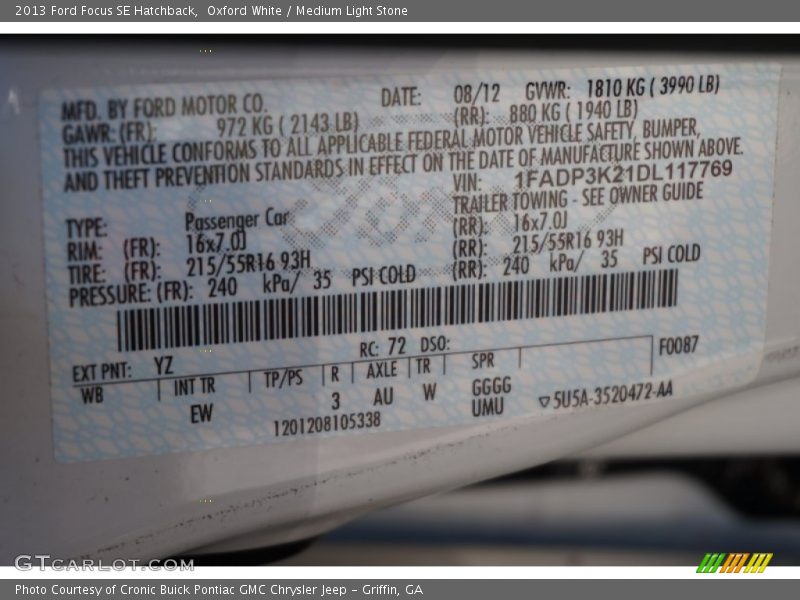 2013 Ford Focus SE Hatchback, Oxford White / Medium Light Stone
MFD. BY FORD MOTOR CO. DATE: 08/12 GVWR: 1810 KG ( 3990 LB)
GAWR: (FR): 972 KG ( 2143 LB) (RR): 880 KG ( 1940 LB)
THIS VEHICLE CONFORMS TO ALL APPLICABLE FEDERAL MOTOR VEHICLE SAFETY, BUMPER,
AND THEFT PREVENTION STANDARDS IN EFFECT ON THE DATE OF MANUFACTURE SHOWN ABOVE.
VIN: 1FADP3K21DL117769
TYPE: Passenger Car TRAILER TOWING - SEE OWNER GUIDE
RIM: (FR): 16x7.0J (RR): 16x7.0J
TIRE: (FR): 215/55R16 93H (RR): 215/55R16 93H
PRESSURE: (FR): 240 kPa/ 35 PSI COLD (RR): 240 kPa/ 35 PSI COLD
EXT PNT: YZ RC: 72 DSO: F0087
WB INT TR TP/PS R AXLE TR SPR
EW 3 AU W GGGG
1201208105338 UMU ▽5U5A-3520472-AA
GTCARLOT.COM
Photo Courtesy of Cronic Buick Pontiac GMC Chrysler Jeep - Griffin, GA